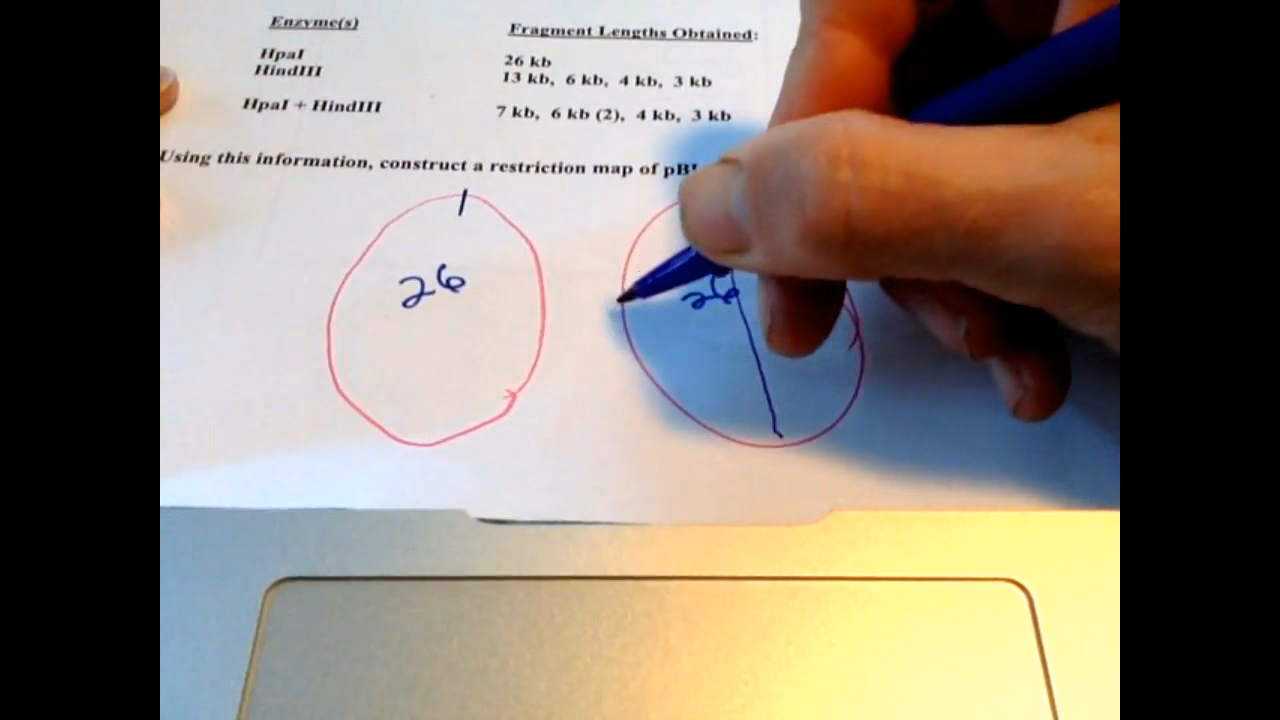 Enzyme(s) Fragment Lengths Obtained:
HpaI 26 kb
HindIII 13 kb, 6 kb, 4 kb, 3 kb
HpaI + HindIII 7 kb, 6 kb (2), 4 kb, 3 kb
Using this information, construct a restriction map of
26 26